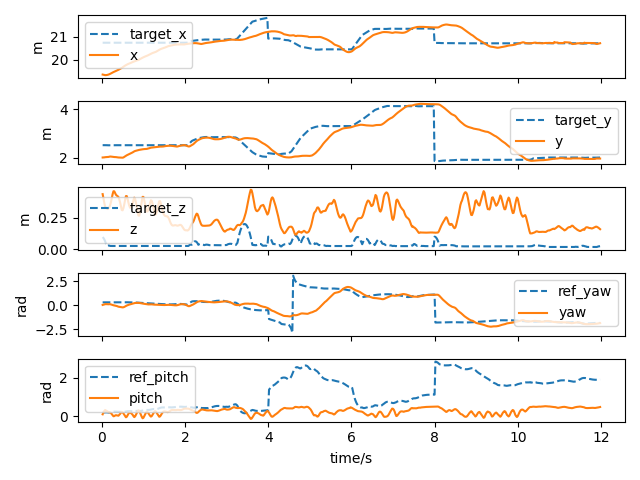 21
20
m
target_x
x
4
2
m
target_y
y
0.25
0.00
m
target_z
z
2.5
0.0
−2.5
rad
ref_yaw
yaw
2
0
rad
ref_pitch
pitch
0 2 4 6 8 10 12
time/s